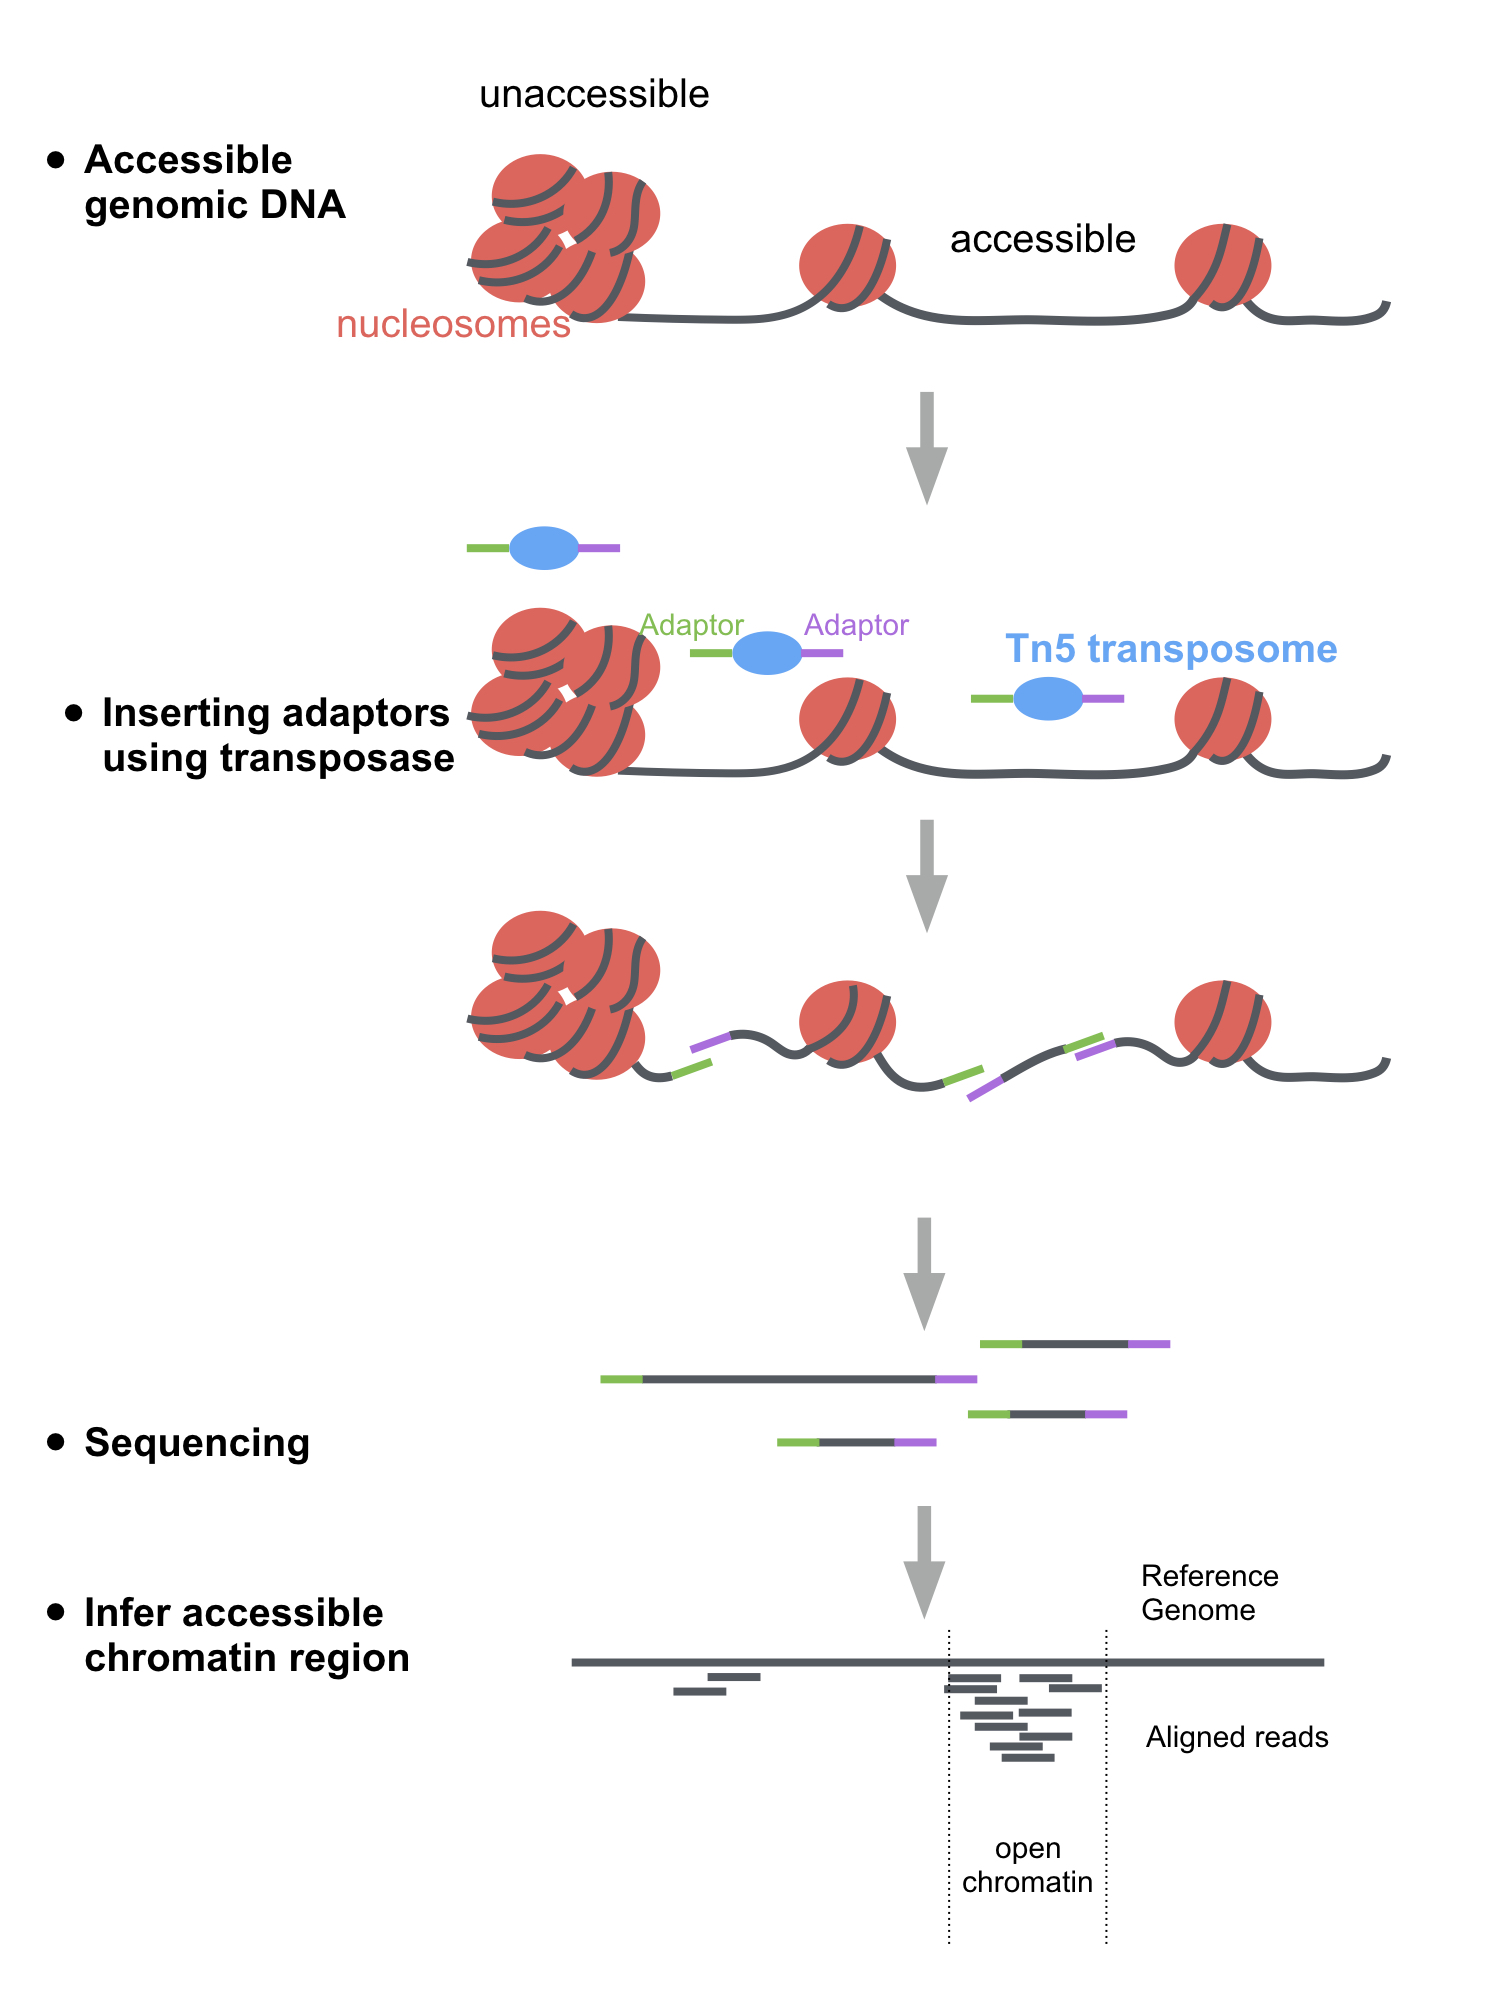 unaccessible
• Accessible
genomic DNA
accessible
nucleosomes
Adaptor
Adaptor
Tn5 transposome
• Inserting adaptors
using transposase
• Sequencing
• Infer accessible
chromatin region
Reference
Genome
Aligned reads
open
chromatin